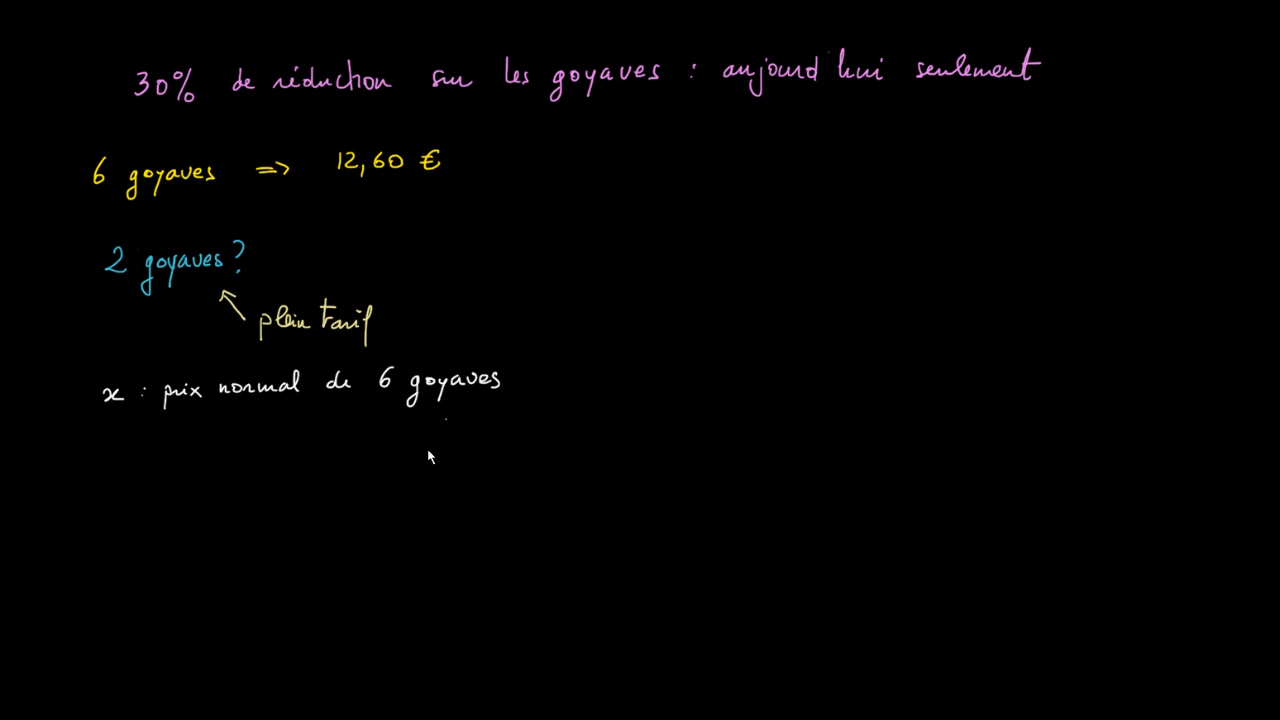 30% de réduction sur les goyaves : aujourd'hui seulement
6 goyaves => 12,60 €
2 goyaves?
plein tarif
x : prix normal de 6 goyaves